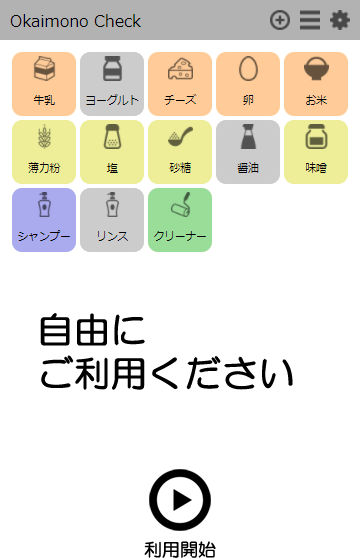 Okaimono Check
牛乳 ヨーグルト チーズ 卵 お米
薄力粉 塩 砂糖 醤油 味噌
シャンプー リンス クリーナー
自由に
ご利用ください
利用開始